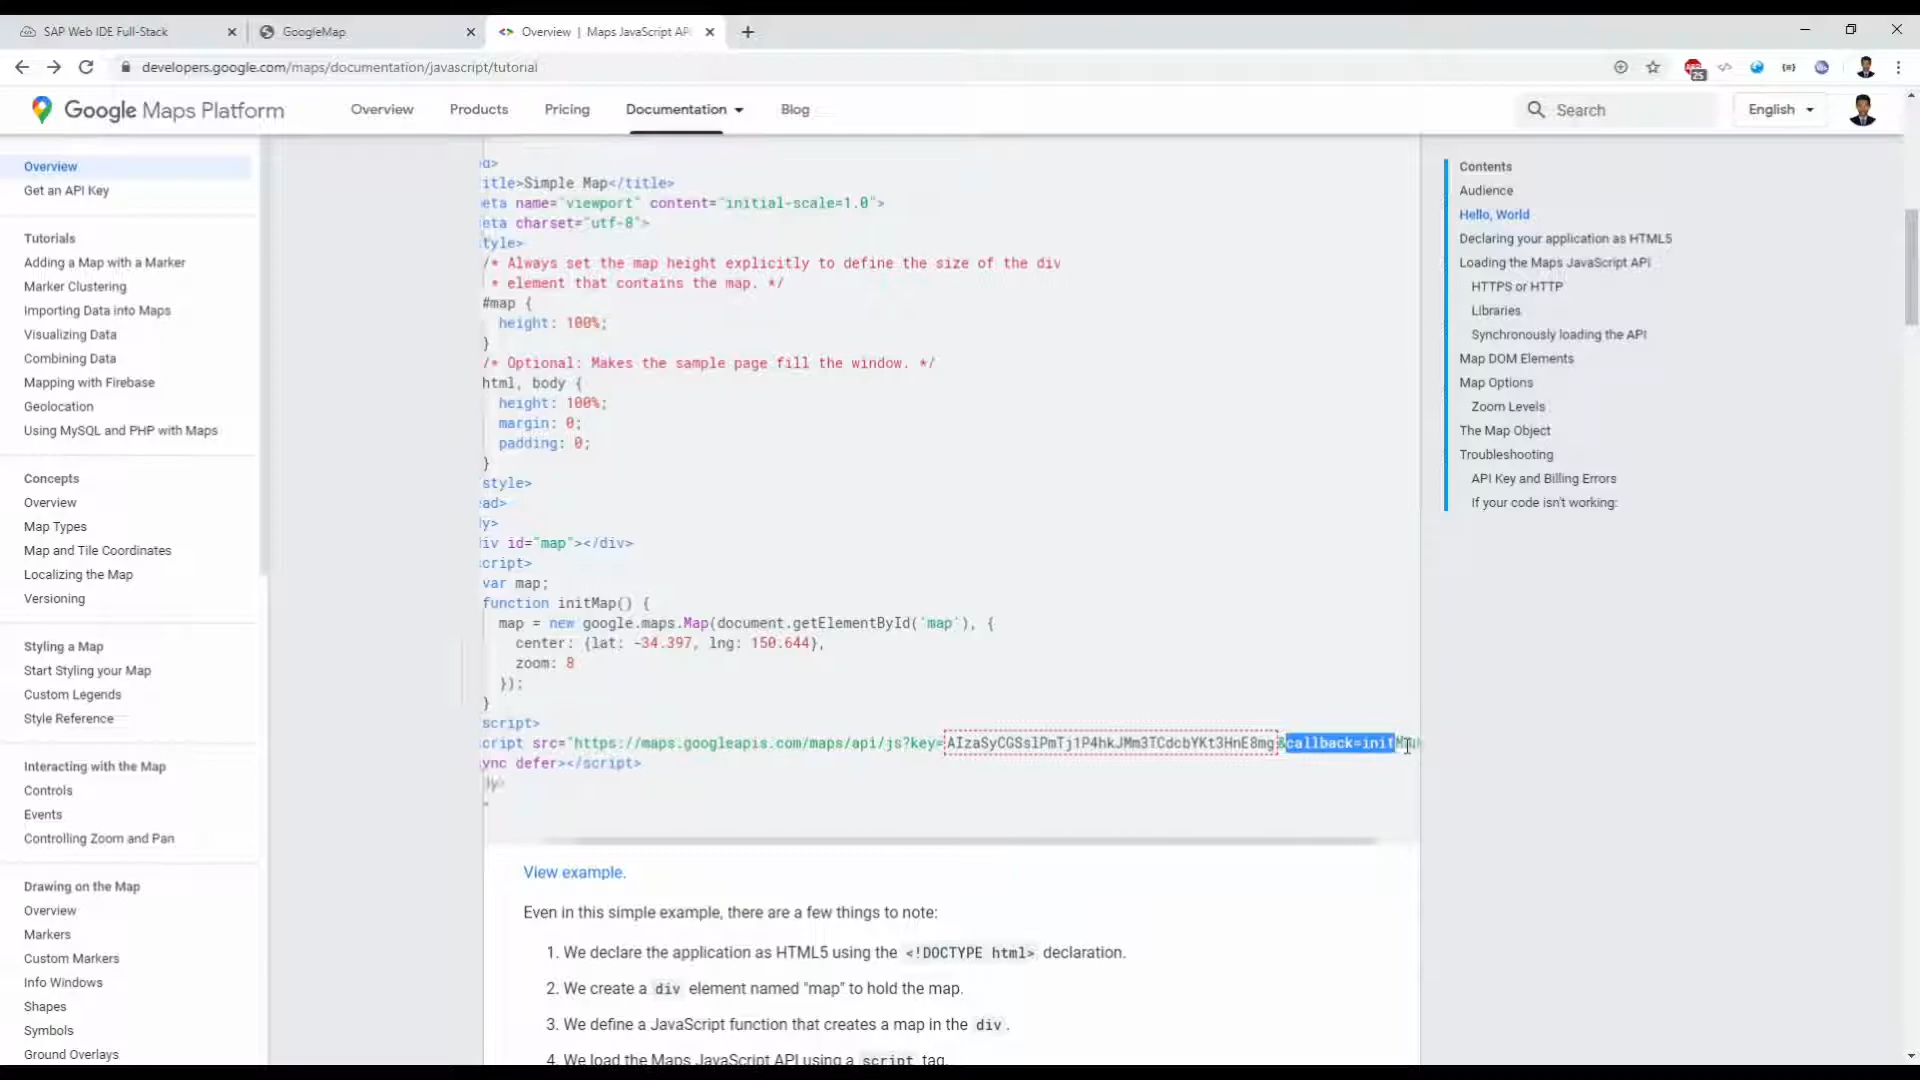 SAP Web IDE Full-Stack
GoogleMap
Overview | Maps JavaScript AP
developers.google.com/maps/documentation/javascript/tutorial
25
Google Maps Platform
Overview
Products
Pricing
Documentation
Blog
Search
English
Overview
Get an API Key
Tutorials
Adding a Map with a Marker
Marker Clustering
Importing Data into Maps
Visualizing Data
Combining Data
Mapping with Firebase
Geolocation
Using MySQL and PHP with Maps
Concepts
Overview
Map Types
Map and Tile Coordinates
Localizing the Map
Versioning
Styling a Map
Start Styling your Map
Custom Legends
Style Reference
Interacting with the Map
Controls
Events
Controlling Zoom and Pan
Drawing on the Map
Overview
Markers
Custom Markers
Info Windows
Shapes
Symbols
Ground Overlays
itle>Simple Map</title>
eta name="viewport" content="initial-scale=1.0">
eta charset="utf-8">
tyle>
/* Always set the map height explicitly to define the size of the div
* element that contains the map. */
#map {
height: 100%;
}
/* Optional: Makes the sample page fill the window. */
html, body {
height: 100%;
margin: 0;
padding: 0;
}
style>
ead>
y>
iv id="map"></div>
cript>
var map;
function initMap() {
map = new google.maps.Map(document.getElementById('map'), {
center: {lat: -34.397, lng: 150.644},
zoom: 8
});
}
script>
cript src="https://maps.googleapis.com/maps/api/js?key= &callback=init
ync defer></script>
View example.
Even in this simple example, there are a few things to note:
1. We declare the application as HTML5 using the <!DOCTYPE html> declaration.
2. We create a div element named "map" to hold the map.
3. We define a JavaScript function that creates a map in the div.
4. We load the Maps JavaScript API using a script tag.
Contents
Audience
Hello, World
Declaring your application as HTML5
Loading the Maps JavaScript API
HTTPS or HTTP
Libraries
Synchronously loading the API
Map DOM Elements
Map Options
Zoom Levels
The Map Object
Troubleshooting
API Key and Billing Errors
If your code isn't working: